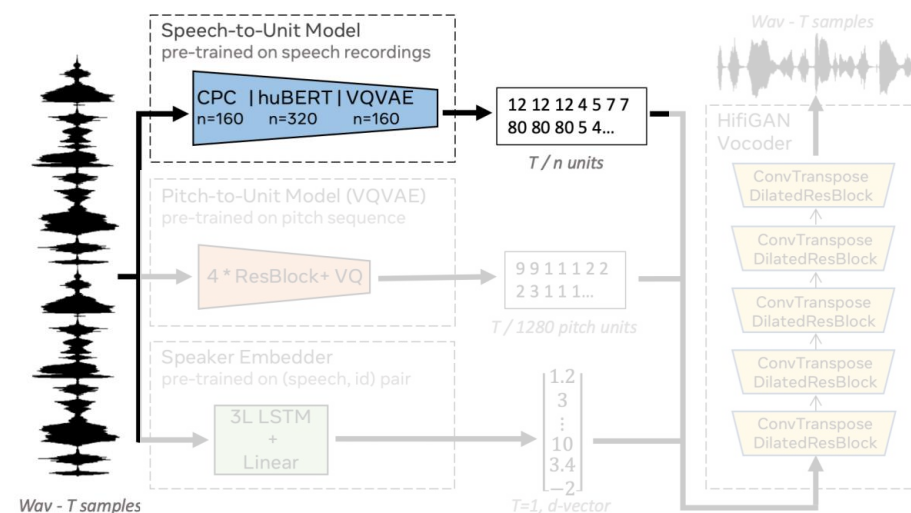 Speech-to-Unit Model
pre-trained on speech recordings
CPC | huBERT | VQVAE
n=160 n=320 n=160
12 12 12 4 5 7 7
80 80 80 5 4...
T / n units
Pitch-to-Unit Model (VQVAE)
pre-trained on pitch sequence
4 * ResBlock+ VQ
9 9 1 1 1 2 2
2 3 1 1 1...
T / 1280 pitch units
Speaker Embedder
pre-trained on (speech, id) pair
3L LSTM
+
Linear
1.2
3
⋮
10
3.4
−2
T=1, d-vector
Wav - T samples
Wav - T samples
HifiGAN
Vocoder
ConvTranspose
DilatedResBlock
ConvTranspose
DilatedResBlock
ConvTranspose
DilatedResBlock
ConvTranspose
DilatedResBlock
ConvTranspose
DilatedResBlock